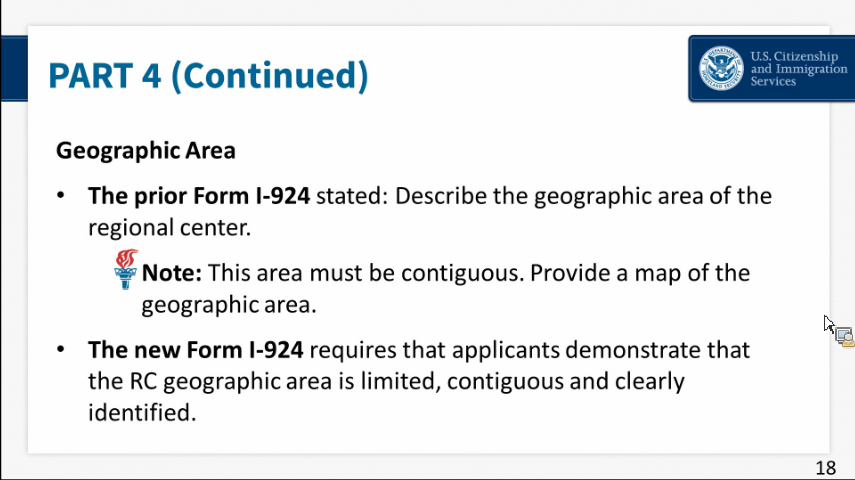 PART 4 (Continued)
U.S. Citizenship
and Immigration
Services
Geographic Area
• The prior Form I-924 stated: Describe the geographic area of the
regional center.
Note: This area must be contiguous. Provide a map of the
geographic area.
• The new Form I-924 requires that applicants demonstrate that
the RC geographic area is limited, contiguous and clearly
identified.
18